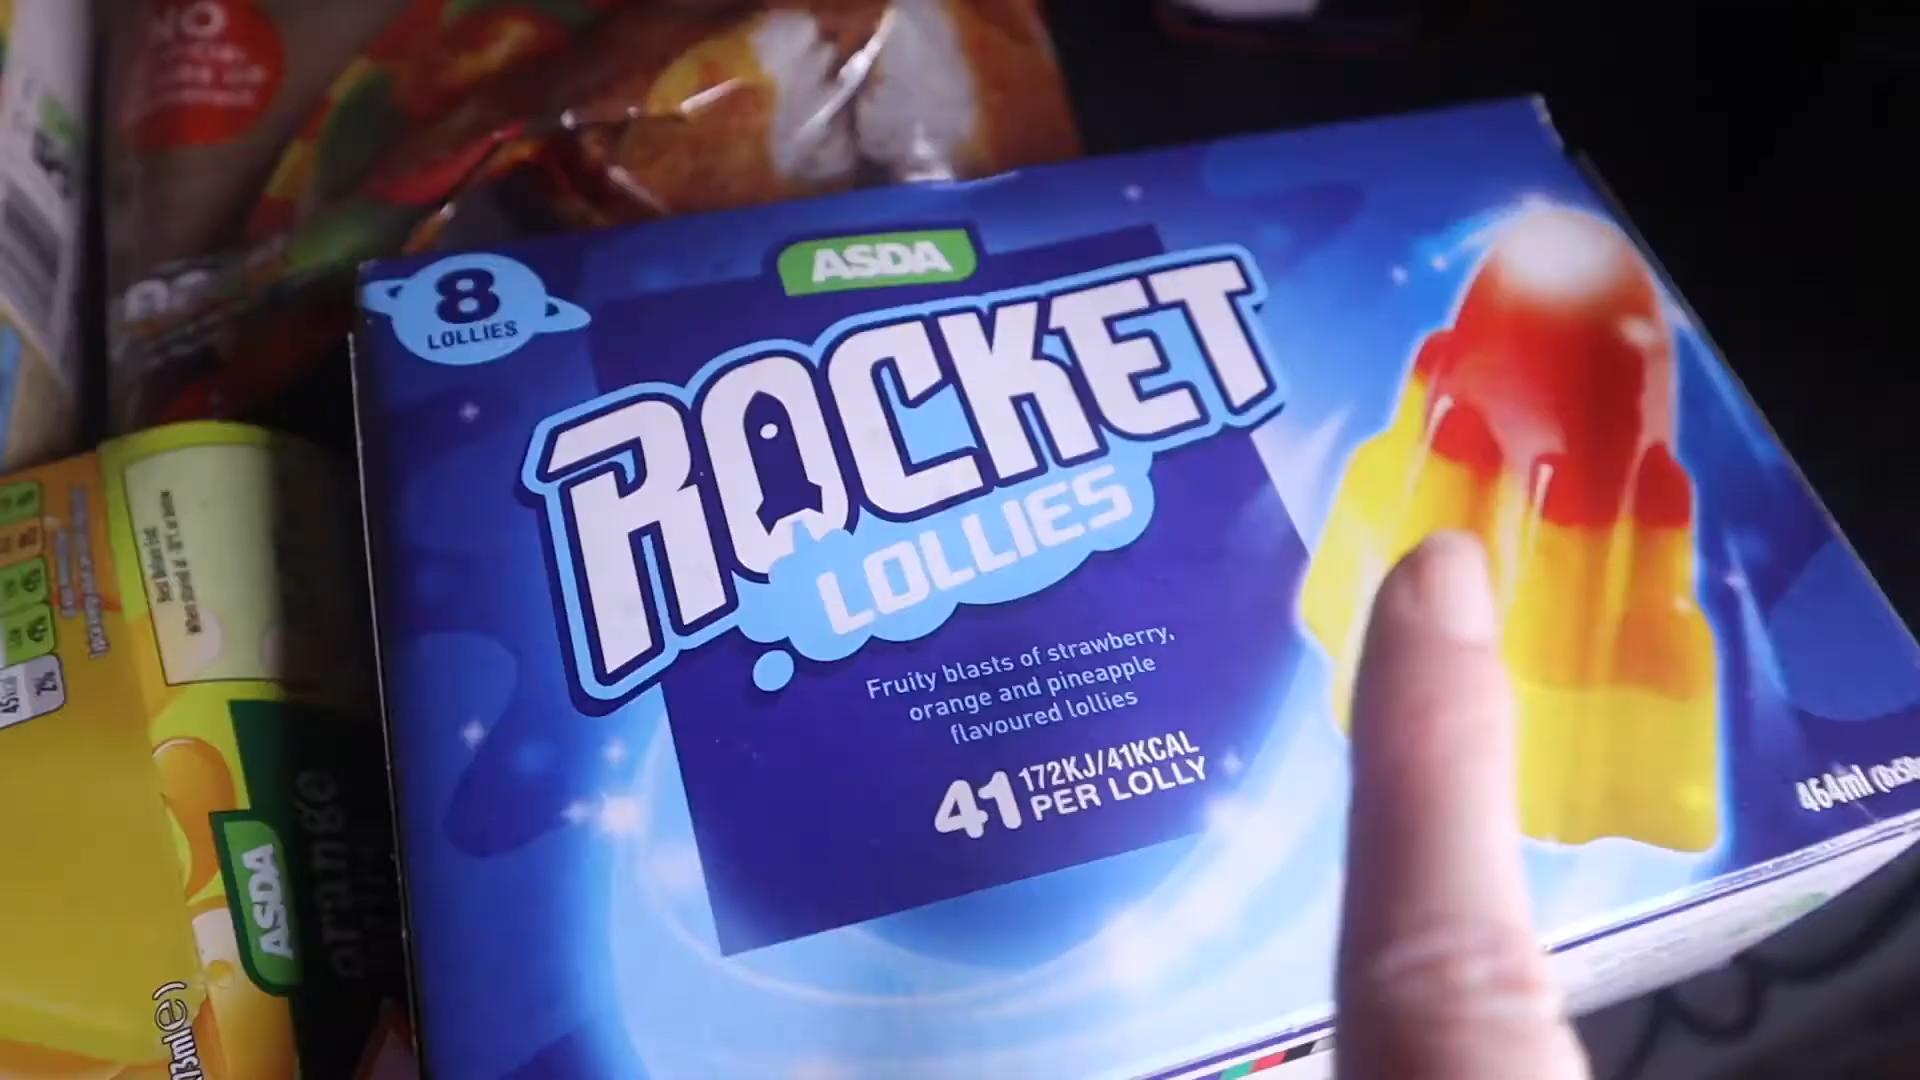 NO
8
LOLLIES
ASDA
ROCKET
LOLLIES
Fruity blasts of strawberry,
orange and pineapple
flavoured lollies
41 172KJ/41KCAL
PER LOLLY
464ml
ASDA
orange